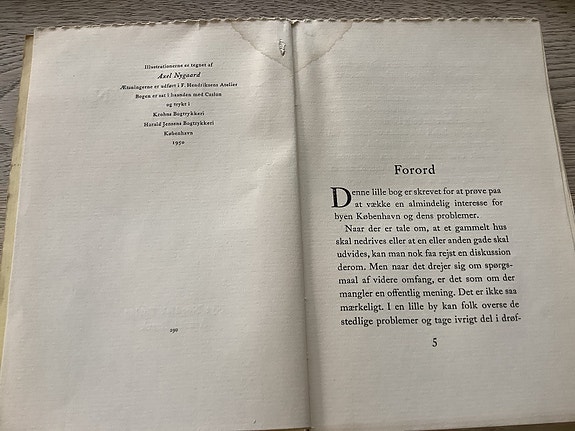 Illustrationerne er tegnet af
Axel Nygaard
Ætsningerne er udført i F. Hendriksens Atelier
Bogen er sat i haanden med Caslon
og trykt i
Krohns Bogtrykkeri
Harald Jensens Bogtrykkeri
København
1950
290
Forord
Denne lille bog er skrevet for at prøve paa
at vække en almindelig interesse for
byen København og dens problemer.
Naar der er tale om, at et gammelt hus
skal nedrives eller at en eller anden gade skal
udvides, kan man nok faa rejst en diskussion
derom. Men naar det drejer sig om spørgs-
maal af videre omfang, er det som om der
mangler en offentlig mening. Det er ikke saa
mærkeligt. I en lille by kan folk overse de
stedlige problemer og tage ivrigt del i drøf-
5